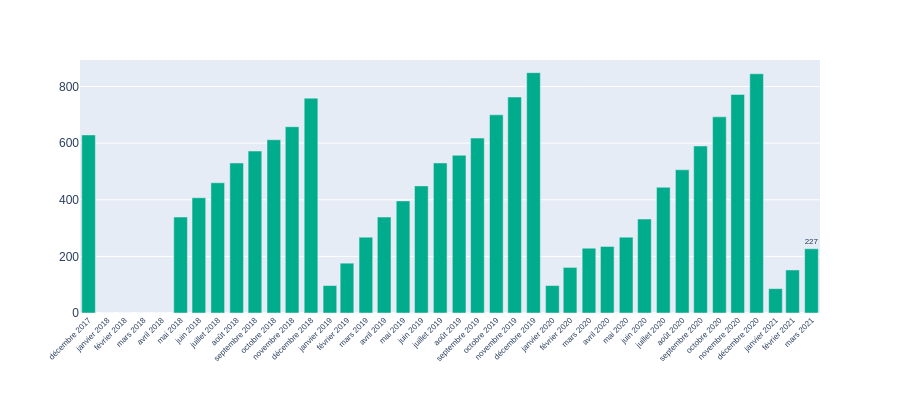 800
600
400
200
0
227
décembre 2017
janvier 2018
février 2018
mars 2018
avril 2018
mai 2018
juin 2018
juillet 2018
août 2018
septembre 2018
octobre 2018
novembre 2018
décembre 2018
janvier 2019
février 2019
mars 2019
avril 2019
mai 2019
juin 2019
juillet 2019
août 2019
septembre 2019
octobre 2019
novembre 2019
décembre 2019
janvier 2020
février 2020
mars 2020
avril 2020
mai 2020
juin 2020
juillet 2020
août 2020
septembre 2020
octobre 2020
novembre 2020
décembre 2020
janvier 2021
février 2021
mars 2021